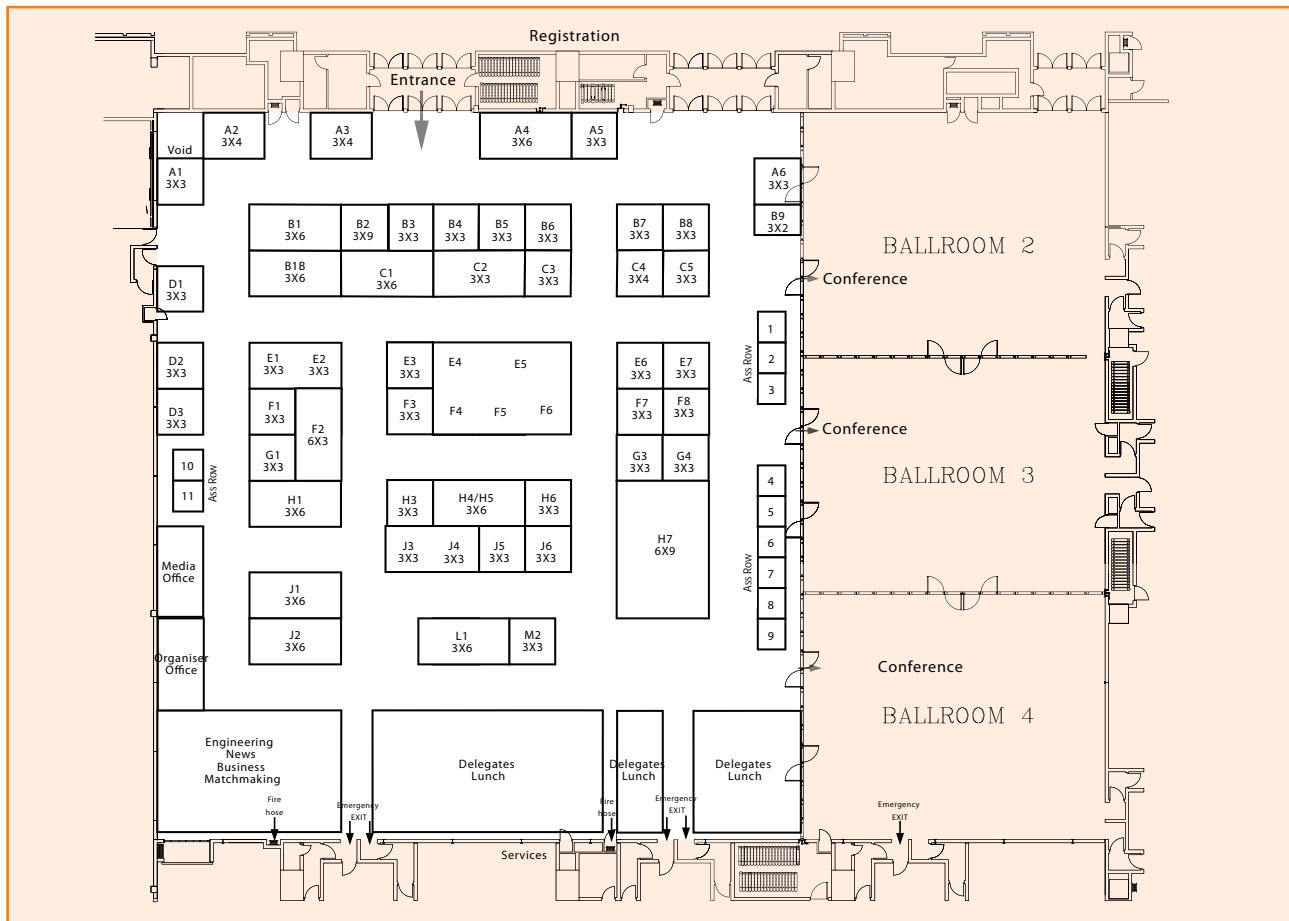 Registration
Entrance
A2
3X4
A3
3X4
A4
3X6
A5
3X3
Void
A1
3X3
A6
3X3
B1
3X6
B2
3X9
B3
3X3
B4
3X3
B5
3X3
B6
3X3
B7
3X3
B8
3X3
B9
3X2
BALLROOM 2
B1B
3X6
C1
3X6
C2
3X3
C3
3X3
C4
3X4
C5
3X3
Conference
D1
3X3
1
2
3
Ass Row
D2
3X3
E1
3X3
E2
3X3
E3
3X3
E4
E5
E6
3X3
E7
3X3
D3
3X3
F1
3X3
F2
6X3
F3
3X3
F4
F5
F6
F7
3X3
F8
3X3
Conference
BALLROOM 3
G1
3X3
G3
3X3
G4
3X3
10
11
Ass Row
H1
3X6
H3
3X3
H4/H5
3X6
H6
3X3
H7
6X9
4
5
6
7
8
9
Ass Row
J3
3X3
J4
3X3
J5
3X3
J6
3X3
Media
Office
J1
3X6
J2
3X6
L1
3X6
M2
3X3
Organiser
Office
Conference
BALLROOM 4
Engineering
News
Business
Matchmaking
Delegates
Lunch
Delegates
Lunch
Delegates
Lunch
Fire
hose
Emergency
EXIT
Fire
hose
Emergency
EXIT
Emergency
EXIT
Services